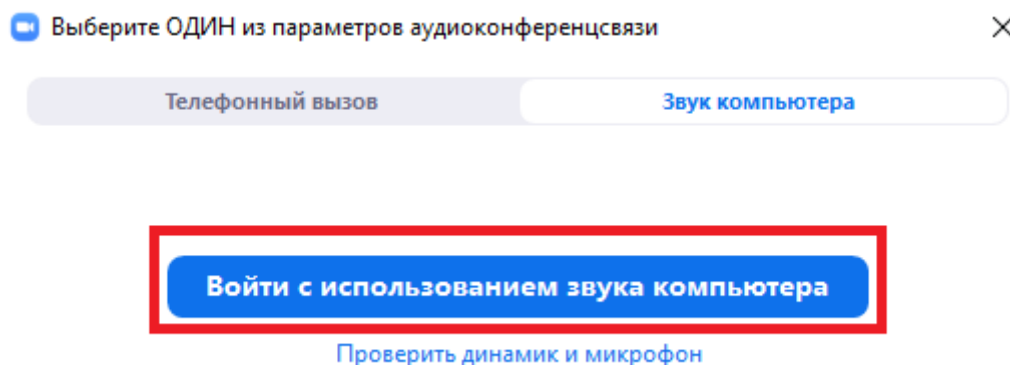 Выберите ОДИН из параметров аудиоконференцсвязи
Телефонный вызов Звук компьютера
Войти с использованием звука компьютера
Проверить динамик и микрофон